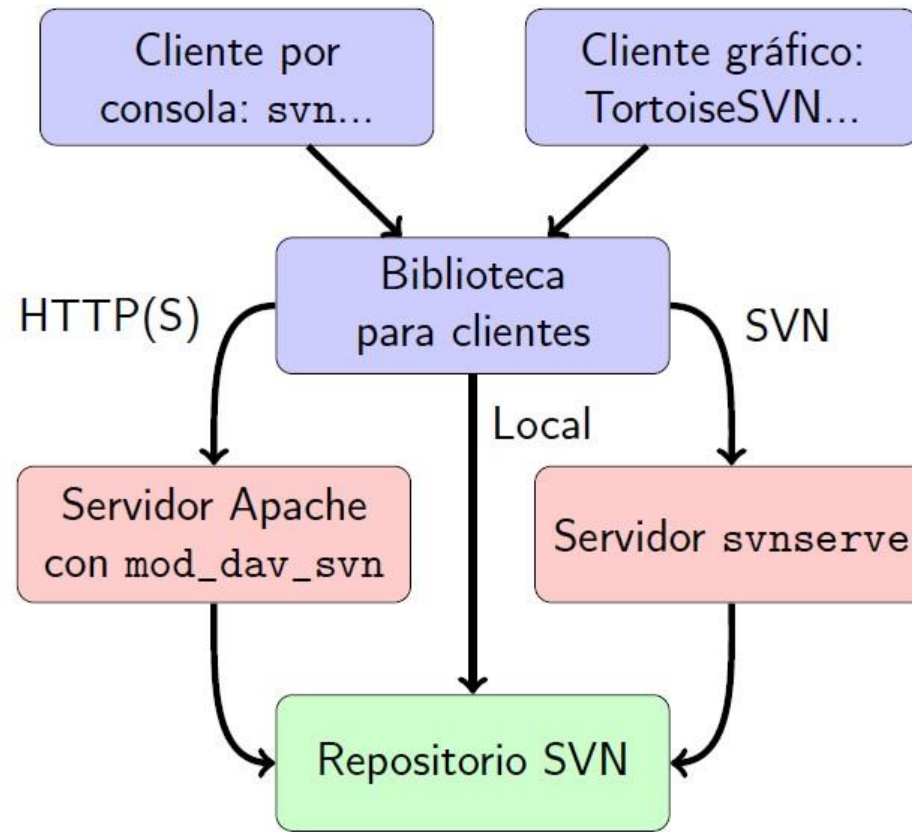 Cliente por
consola: svn...
Cliente gráfico:
TortoiseSVN...
Biblioteca
para clientes
HTTP(S)
SVN
Local
Servidor Apache
con mod_dav_svn
Servidor svnserve
Repositorio SVN